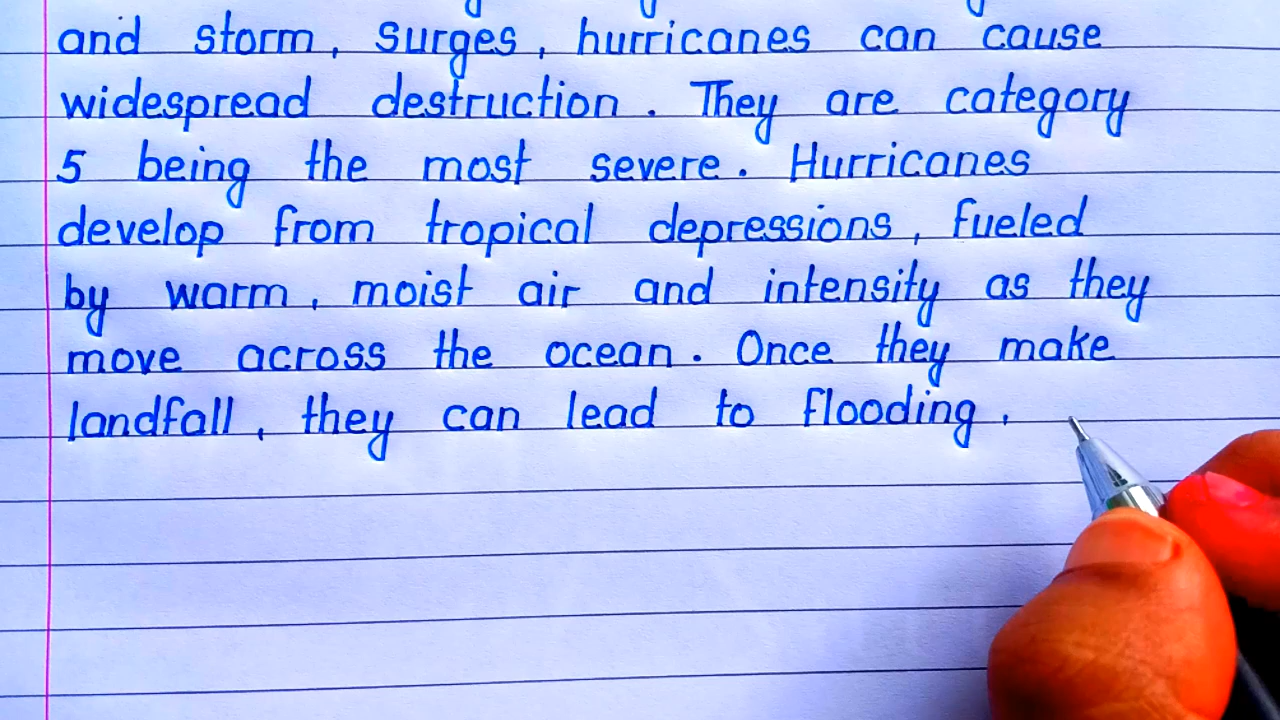 and storm, surges, hurricanes can cause
widespread destruction. They are category
5 being the most severe. Hurricanes
develop from tropical depressions, fueled
by warm, moist air and intensity as they
move across the ocean. Once they make
landfall, they can lead to flooding,